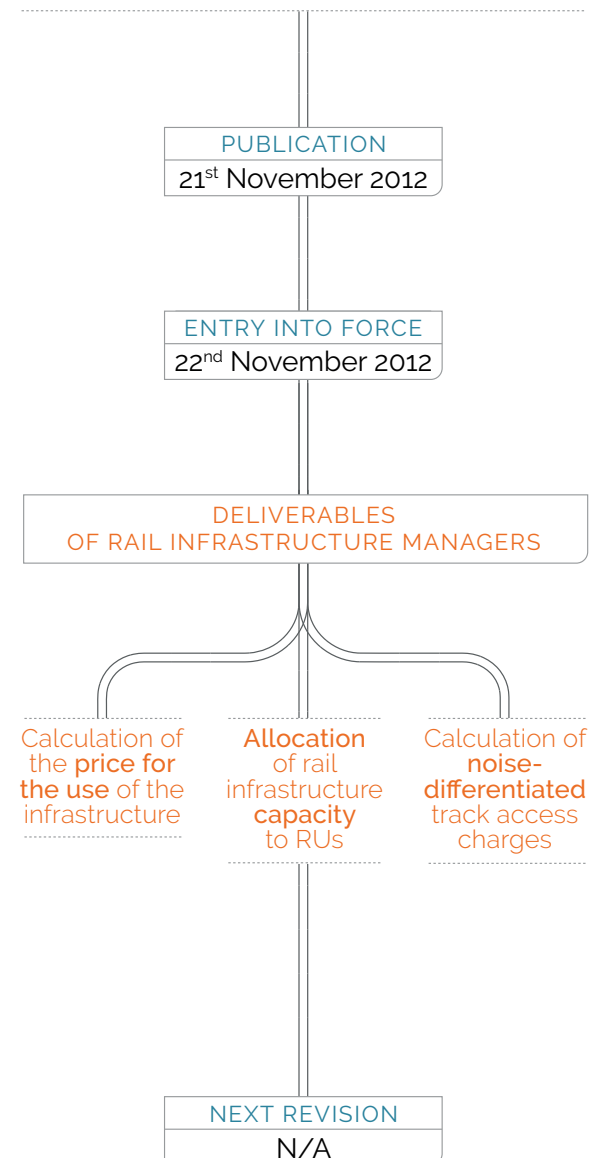 PUBLICATION
21st November 2012
ENTRY INTO FORCE
22nd November 2012
DELIVERABLES
OF RAIL INFRASTRUCTURE MANAGERS
Calculation of
the price for
the use of the
infrastructure
Allocation
of rail
infrastructure
capacity
to RUs
Calculation of
noise-
differentiated
track access
charges
NEXT REVISION
N/A